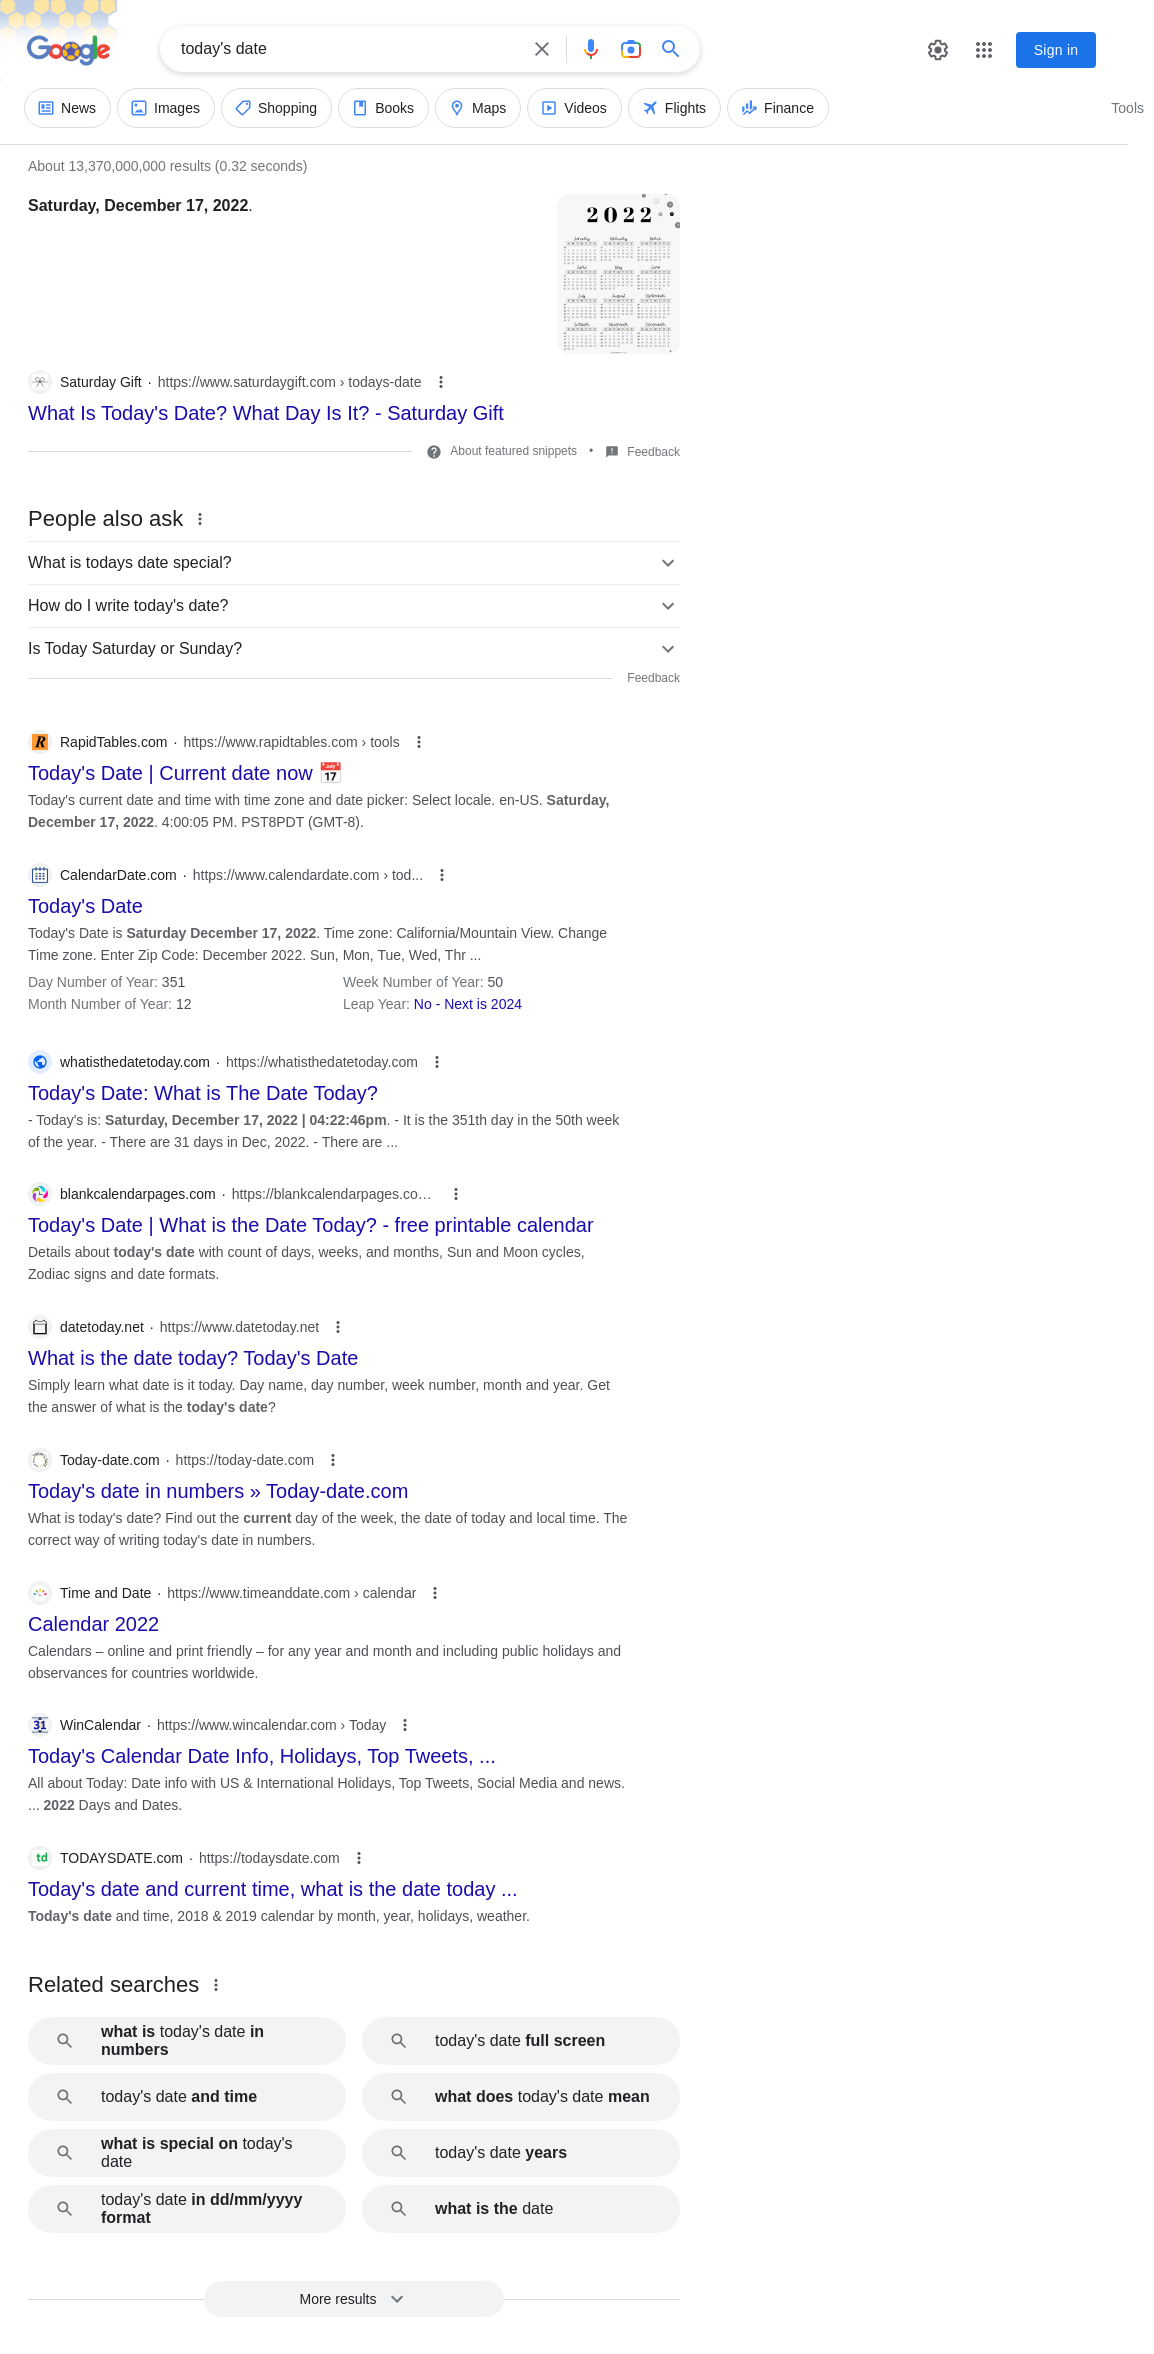 Google
today's date
Sign in
News
Images
Shopping
Books
Maps
Videos
Flights
Finance
Tools
About 13,370,000,000 results (0.32 seconds)
Saturday, December 17, 2022.
2022
Saturday Gift · https://www.saturdaygift.com › todays-date
What Is Today's Date? What Day Is It? - Saturday Gift
About featured snippets • Feedback
People also ask
What is todays date special?
How do I write today's date?
Is Today Saturday or Sunday?
Feedback
RapidTables.com · https://www.rapidtables.com › tools
Today's Date | Current date now 📅
Today's current date and time with time zone and date picker: Select locale. en-US. Saturday,
December 17, 2022. 4:00:05 PM. PST8PDT (GMT-8).
CalendarDate.com · https://www.calendardate.com › tod...
Today's Date
Today's Date is Saturday December 17, 2022. Time zone: California/Mountain View. Change
Time zone. Enter Zip Code: December 2022. Sun, Mon, Tue, Wed, Thr ...
Day Number of Year: 351
Week Number of Year: 50
Month Number of Year: 12
Leap Year: No - Next is 2024
whatisthedatetoday.com · https://whatisthedatetoday.com
Today's Date: What is The Date Today?
- Today's is: Saturday, December 17, 2022 | 04:22:46pm. - It is the 351th day in the 50th week
of the year. - There are 31 days in Dec, 2022. - There are ...
blankcalendarpages.com · https://blankcalendarpages.co…
Today's Date | What is the Date Today? - free printable calendar
Details about today's date with count of days, weeks, and months, Sun and Moon cycles,
Zodiac signs and date formats.
datetoday.net · https://www.datetoday.net
What is the date today? Today's Date
Simply learn what date is it today. Day name, day number, week number, month and year. Get
the answer of what is the today's date?
Today-date.com · https://today-date.com
Today's date in numbers » Today-date.com
What is today's date? Find out the current day of the week, the date of today and local time. The
correct way of writing today's date in numbers.
Time and Date · https://www.timeanddate.com › calendar
Calendar 2022
Calendars – online and print friendly – for any year and month and including public holidays and
observances for countries worldwide.
31
WinCalendar · https://www.wincalendar.com › Today
Today's Calendar Date Info, Holidays, Top Tweets, ...
All about Today: Date info with US & International Holidays, Top Tweets, Social Media and news.
... 2022 Days and Dates.
td
TODAYSDATE.com · https://todaysdate.com
Today's date and current time, what is the date today ...
Today's date and time, 2018 & 2019 calendar by month, year, holidays, weather.
Related searches
what is today's date in
numbers
today's date full screen
today's date and time
what does today's date mean
what is special on today's
date
today's date years
today's date in dd/mm/yyyy
format
what is the date
More results